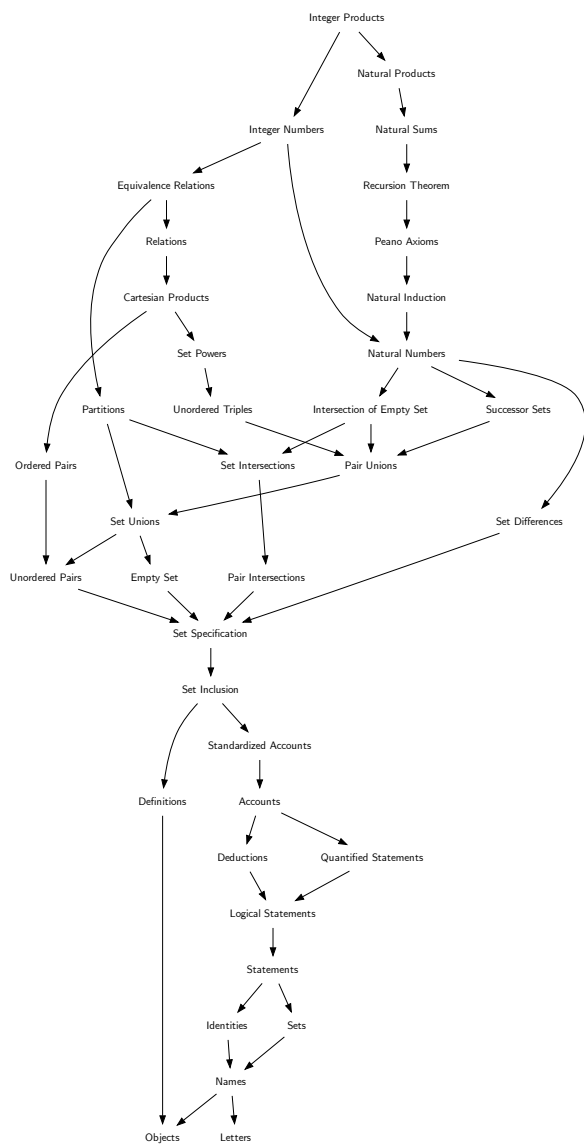 Integer Products
Natural Products
Integer Numbers
Natural Sums
Equivalence Relations
Recursion Theorem
Relations
Peano Axioms
Cartesian Products
Natural Induction
Set Powers
Natural Numbers
Partitions
Unordered Triples
Intersection of Empty Set
Successor Sets
Ordered Pairs
Set Intersections
Pair Unions
Set Unions
Set Differences
Unordered Pairs
Empty Set
Pair Intersections
Set Specification
Set Inclusion
Standardized Accounts
Definitions
Accounts
Deductions
Quantified Statements
Logical Statements
Statements
Identities
Sets
Names
Objects
Letters